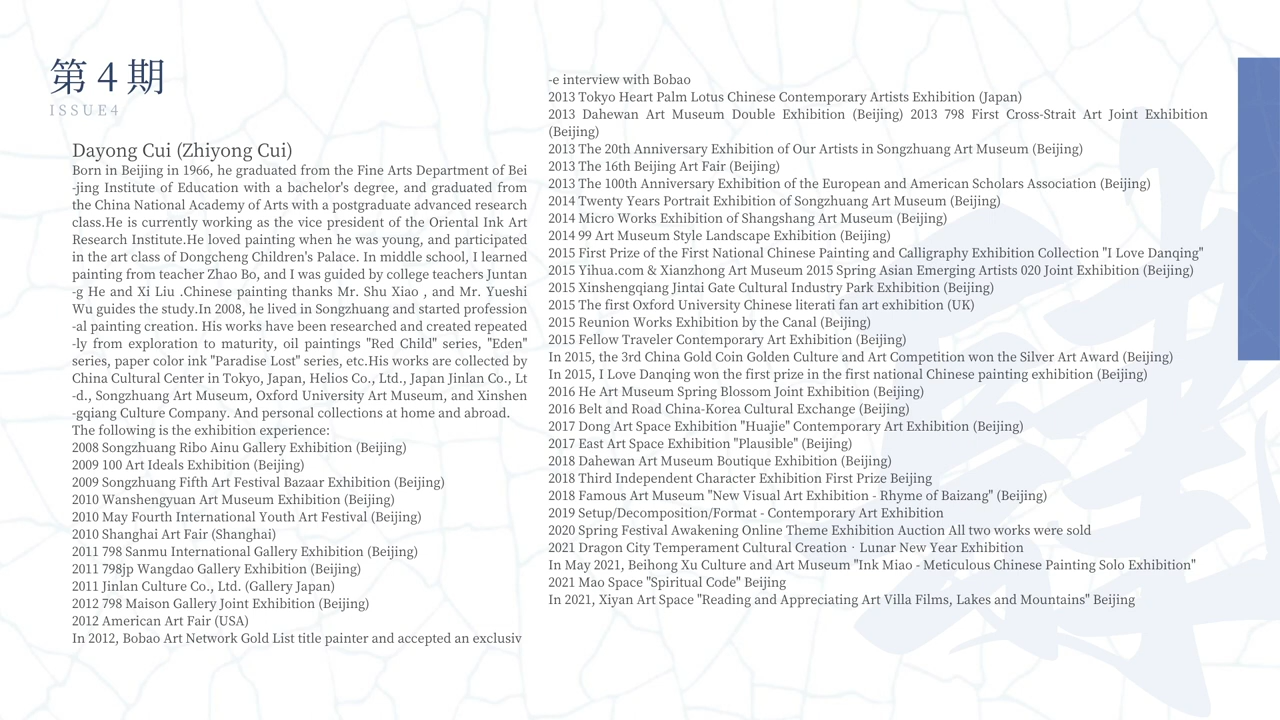 第 4 期
ISSUE4
Dayong Cui (Zhiyong Cui)
Born in Beijing in 1966, he graduated from the Fine Arts Department of Bei
-jing Institute of Education with a bachelor's degree, and graduated from
the China National Academy of Arts with a postgraduate advanced research
class.He is currently working as the vice president of the Oriental Ink Art
Research Institute.He loved painting when he was young, and participated
in the art class of Dongcheng Children's Palace. In middle school, I learned
painting from teacher Zhao Bo, and I was guided by college teachers Juntan
-g He and Xi Liu .Chinese painting thanks Mr. Shu Xiao , and Mr. Yueshi
Wu guides the study.In 2008, he lived in Songzhuang and started profession
-al painting creation. His works have been researched and created repeated
-ly from exploration to maturity, oil paintings "Red Child" series, "Eden"
series, paper color ink "Paradise Lost" series, etc.His works are collected by
China Cultural Center in Tokyo, Japan, Helios Co., Ltd., Japan Jinlan Co., Lt
-d., Songzhuang Art Museum, Oxford University Art Museum, and Xinshen
-gqiang Culture Company. And personal collections at home and abroad.
The following is the exhibition experience:
2008 Songzhuang Ribo Ainu Gallery Exhibition (Beijing)
2009 100 Art Ideals Exhibition (Beijing)
2009 Songzhuang Fifth Art Festival Bazaar Exhibition (Beijing)
2010 Wanshengyuan Art Museum Exhibition (Beijing)
2010 May Fourth International Youth Art Festival (Beijing)
2010 Shanghai Art Fair (Shanghai)
2011 798 Sanmu International Gallery Exhibition (Beijing)
2011 798jp Wangdao Gallery Exhibition (Beijing)
2011 Jinlan Culture Co., Ltd. (Gallery Japan)
2012 798 Maison Gallery Joint Exhibition (Beijing)
2012 American Art Fair (USA)
In 2012, Bobao Art Network Gold List title painter and accepted an exclusiv
-e interview with Bobao
2013 Tokyo Heart Palm Lotus Chinese Contemporary Artists Exhibition (Japan)
2013 Dahewan Art Museum Double Exhibition (Beijing) 2013 798 First Cross-Strait Art Joint Exhibition
(Beijing)
2013 The 20th Anniversary Exhibition of Our Artists in Songzhuang Art Museum (Beijing)
2013 The 16th Beijing Art Fair (Beijing)
2013 The 100th Anniversary Exhibition of the European and American Scholars Association (Beijing)
2014 Twenty Years Portrait Exhibition of Songzhuang Art Museum (Beijing)
2014 Micro Works Exhibition of Shangshang Art Museum (Beijing)
2014 99 Art Museum Style Landscape Exhibition (Beijing)
2015 First Prize of the First National Chinese Painting and Calligraphy Exhibition Collection "I Love Danqing"
2015 Yihua.com & Xianzhong Art Museum 2015 Spring Asian Emerging Artists 020 Joint Exhibition (Beijing)
2015 Xinshengqiang Jintai Gate Cultural Industry Park Exhibition (Beijing)
2015 The first Oxford University Chinese literati fan art exhibition (UK)
2015 Reunion Works Exhibition by the Canal (Beijing)
2015 Fellow Traveler Contemporary Art Exhibition (Beijing)
In 2015, the 3rd China Gold Coin Golden Culture and Art Competition won the Silver Art Award (Beijing)
In 2015, I Love Danqing won the first prize in the first national Chinese painting exhibition (Beijing)
2016 He Art Museum Spring Blossom Joint Exhibition (Beijing)
2016 Belt and Road China-Korea Cultural Exchange (Beijing)
2017 Dong Art Space Exhibition "Huajie" Contemporary Art Exhibition (Beijing)
2017 East Art Space Exhibition "Plausible" (Beijing)
2018 Dahewan Art Museum Boutique Exhibition (Beijing)
2018 Third Independent Character Exhibition First Prize Beijing
2018 Famous Art Museum "New Visual Art Exhibition - Rhyme of Baizang" (Beijing)
2019 Setup/Decomposition/Format - Contemporary Art Exhibition
2020 Spring Festival Awakening Online Theme Exhibition Auction All two works were sold
2021 Dragon City Temperament Cultural Creation · Lunar New Year Exhibition
In May 2021, Beihong Xu Culture and Art Museum "Ink Miao - Meticulous Chinese Painting Solo Exhibition"
2021 Mao Space "Spiritual Code" Beijing
In 2021, Xiyan Art Space "Reading and Appreciating Art Villa Films, Lakes and Mountains" Beijing